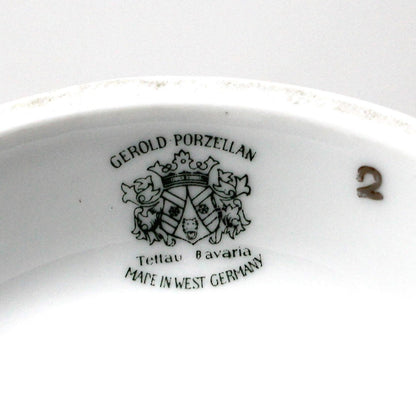 GEROLD PORZELLAN
Tettau Bavaria
MADE IN WEST GERMANY
2